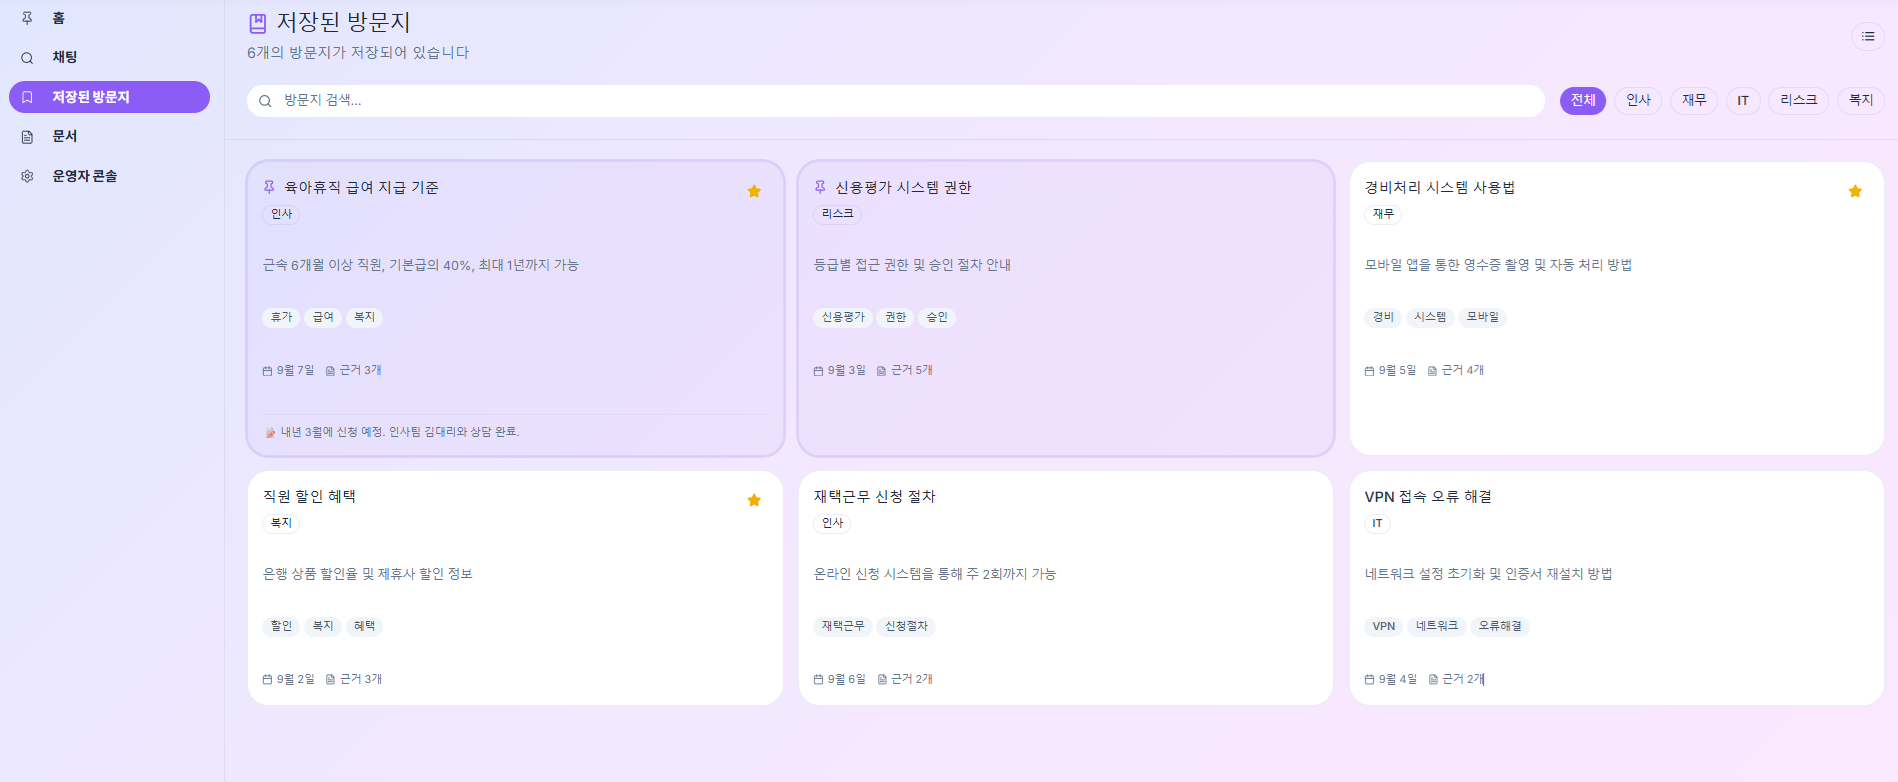 홈
채팅
저장된 방문지
문서
운영자 콘솔
저장된 방문지
6개의 방문지가 저장되어 있습니다
방문지 검색...
전체 인사 재무 IT 리스크 복지
육아휴직 급여 지급 기준
인사
근속 6개월 이상 직원, 기본급의 40%, 최대 1년까지 가능
휴가 급여 복지
9월 7일 근거 3개
내년 3월에 신청 예정. 인사팀 김대리와 상담 완료.
신용평가 시스템 권한
리스크
등급별 접근 권한 및 승인 절차 안내
신용평가 권한 승인
9월 3일 근거 5개
경비처리 시스템 사용법
재무
모바일 앱을 통한 영수증 촬영 및 자동 처리 방법
경비 시스템 모바일
9월 5일 근거 4개
직원 할인 혜택
복지
은행 상품 할인율 및 제휴사 할인 정보
할인 복지 혜택
9월 2일 근거 3개
재택근무 신청 절차
인사
온라인 신청 시스템을 통해 주 2회까지 가능
재택근무 신청절차
9월 6일 근거 2개
VPN 접속 오류 해결
IT
네트워크 설정 초기화 및 인증서 재설치 방법
VPN 네트워크 오류해결
9월 4일 근거 2개